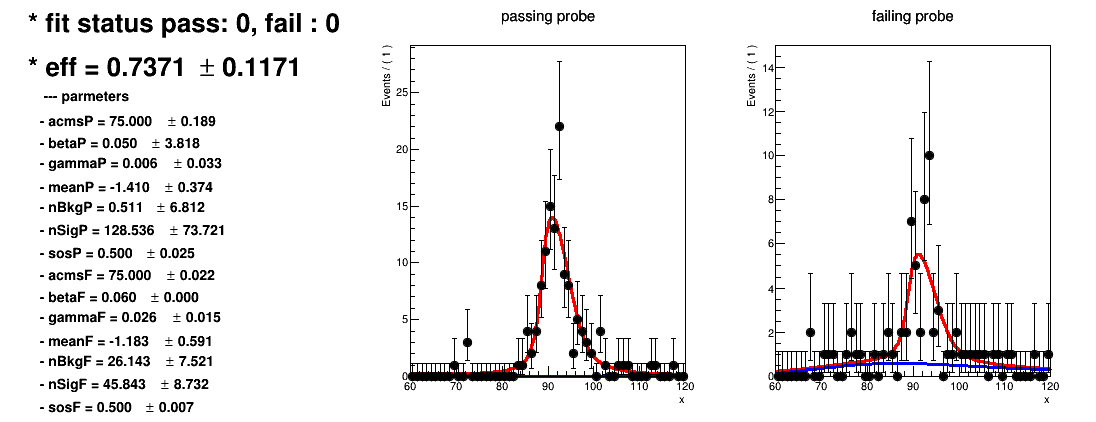 * fit status pass: 0, fail : 0
* eff = 0.7371 ± 0.1171
--- parmeters
- acmsP = 75.000 ± 0.189
- betaP = 0.050 ± 3.818
- gammaP = 0.006 ± 0.033
- meanP = -1.410 ± 0.374
- nBkgP = 0.511 ± 6.812
- nSigP = 128.536 ± 73.721
- sosP = 0.500 ± 0.025
- acmsF = 75.000 ± 0.022
- betaF = 0.060 ± 0.000
- gammaF = 0.026 ± 0.015
- meanF = -1.183 ± 0.591
- nBkgF = 26.143 ± 7.521
- nSigF = 45.843 ± 8.732
- sosF = 0.500 ± 0.007
passing probe
Events / ( 1 )
25
20
15
10
5
0
60 70 80 90 100 110 120
x
failing probe
Events / ( 1 )
14
12
10
8
6
4
2
0
60 70 80 90 100 110 120
x